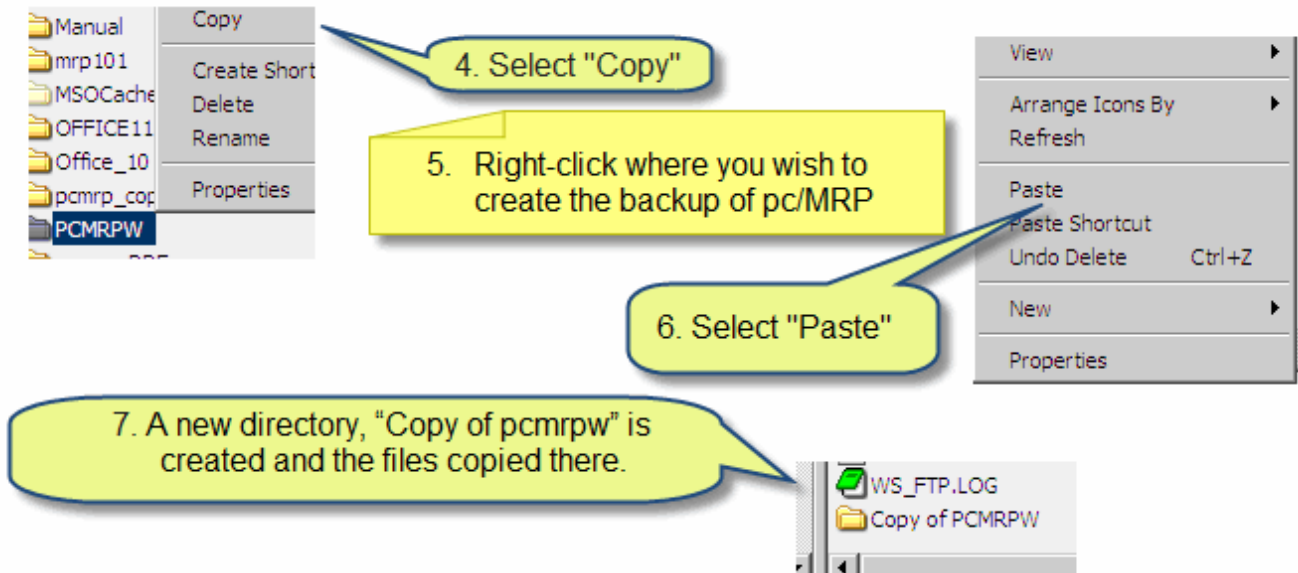 Manual
mrp101
MSOCache
OFFICE11
Office_10
pcmrp_cop
PCMRPW
Copy
Create Short
Delete
Rename
Properties
4. Select "Copy"
5. Right-click where you wish to
create the backup of pc/MRP
View
Arrange Icons By
Refresh
Paste
Paste Shortcut
Undo Delete Ctrl+Z
New
Properties
6. Select "Paste"
7. A new directory, “Copy of pcmrpw” is
created and the files copied there.
WS_FTP.LOG
Copy of PCMRPW